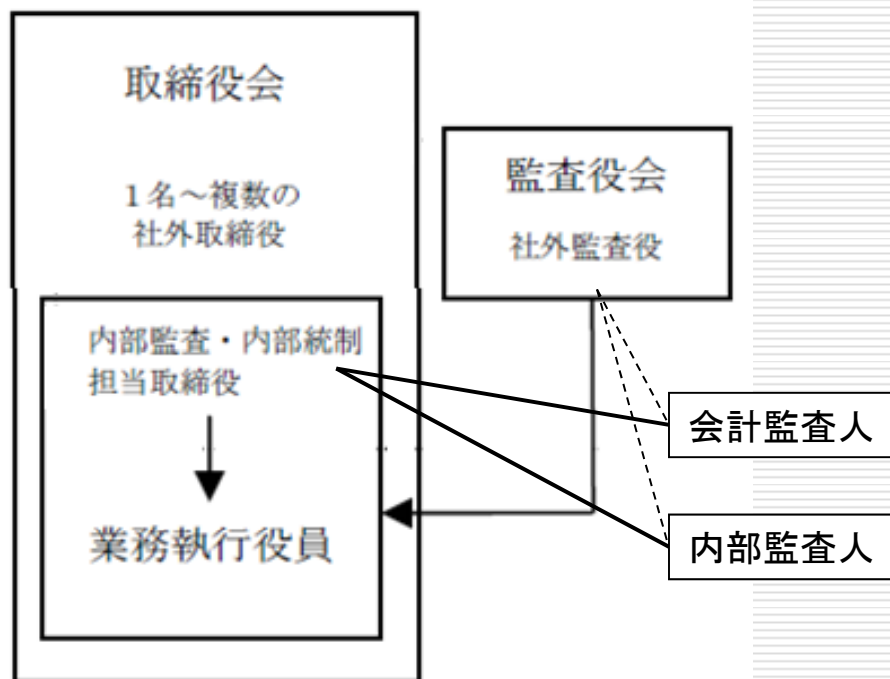 取締役会
１名～複数の
社外取締役
内部監査・内部統制
担当取締役
業務執行役員
監査役会
社外監査役
会計監査人
内部監査人